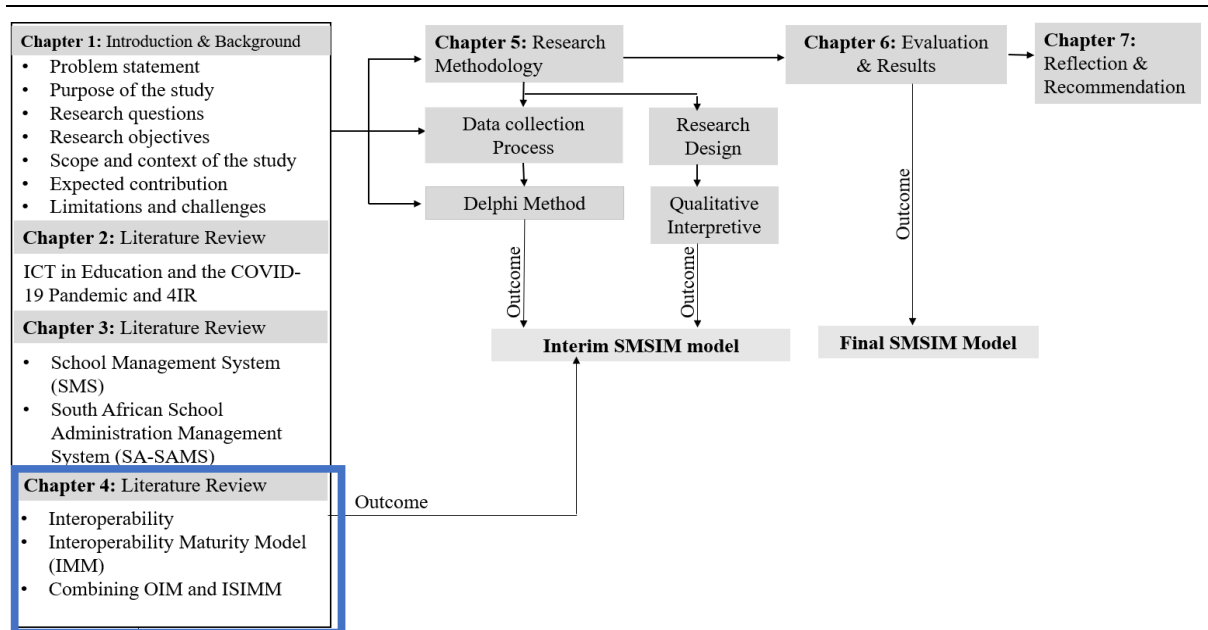 Chapter 1: Introduction & Background
• Problem statement
• Purpose of the study
• Research questions
• Research objectives
• Scope and context of the study
• Expected contribution
• Limitations and challenges
Chapter 2: Literature Review
ICT in Education and the COVID-
19 Pandemic and 4IR
Chapter 3: Literature Review
• School Management System
(SMS)
• South African School
Administration Management
System (SA-SAMS)
Chapter 4: Literature Review
• Interoperability
• Interoperability Maturity Model
(IMM)
• Combining OIM and ISIMM
Outcome
Chapter 5: Research
Methodology
Data collection
Process
Delphi Method
Outcome
Research
Design
Qualitative
Interpretive
Outcome
Interim SMSIM model
Chapter 6: Evaluation
& Results
Outcome
Final SMSIM Model
Chapter 7:
Reflection &
Recommendation